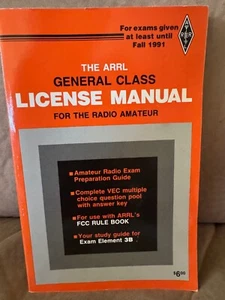 For exams given
at least until
Fall 1991
THE ARRL
GENERAL CLASS
LICENSE MANUAL
FOR THE RADIO AMATEUR
Amateur Radio Exam
Preparation Guide
Complete VEC multiple
choice question pool
with answer key
For use with ARRL's
FCC RULE BOOK
Your study guide for
Exam Element 3B.
$6.00